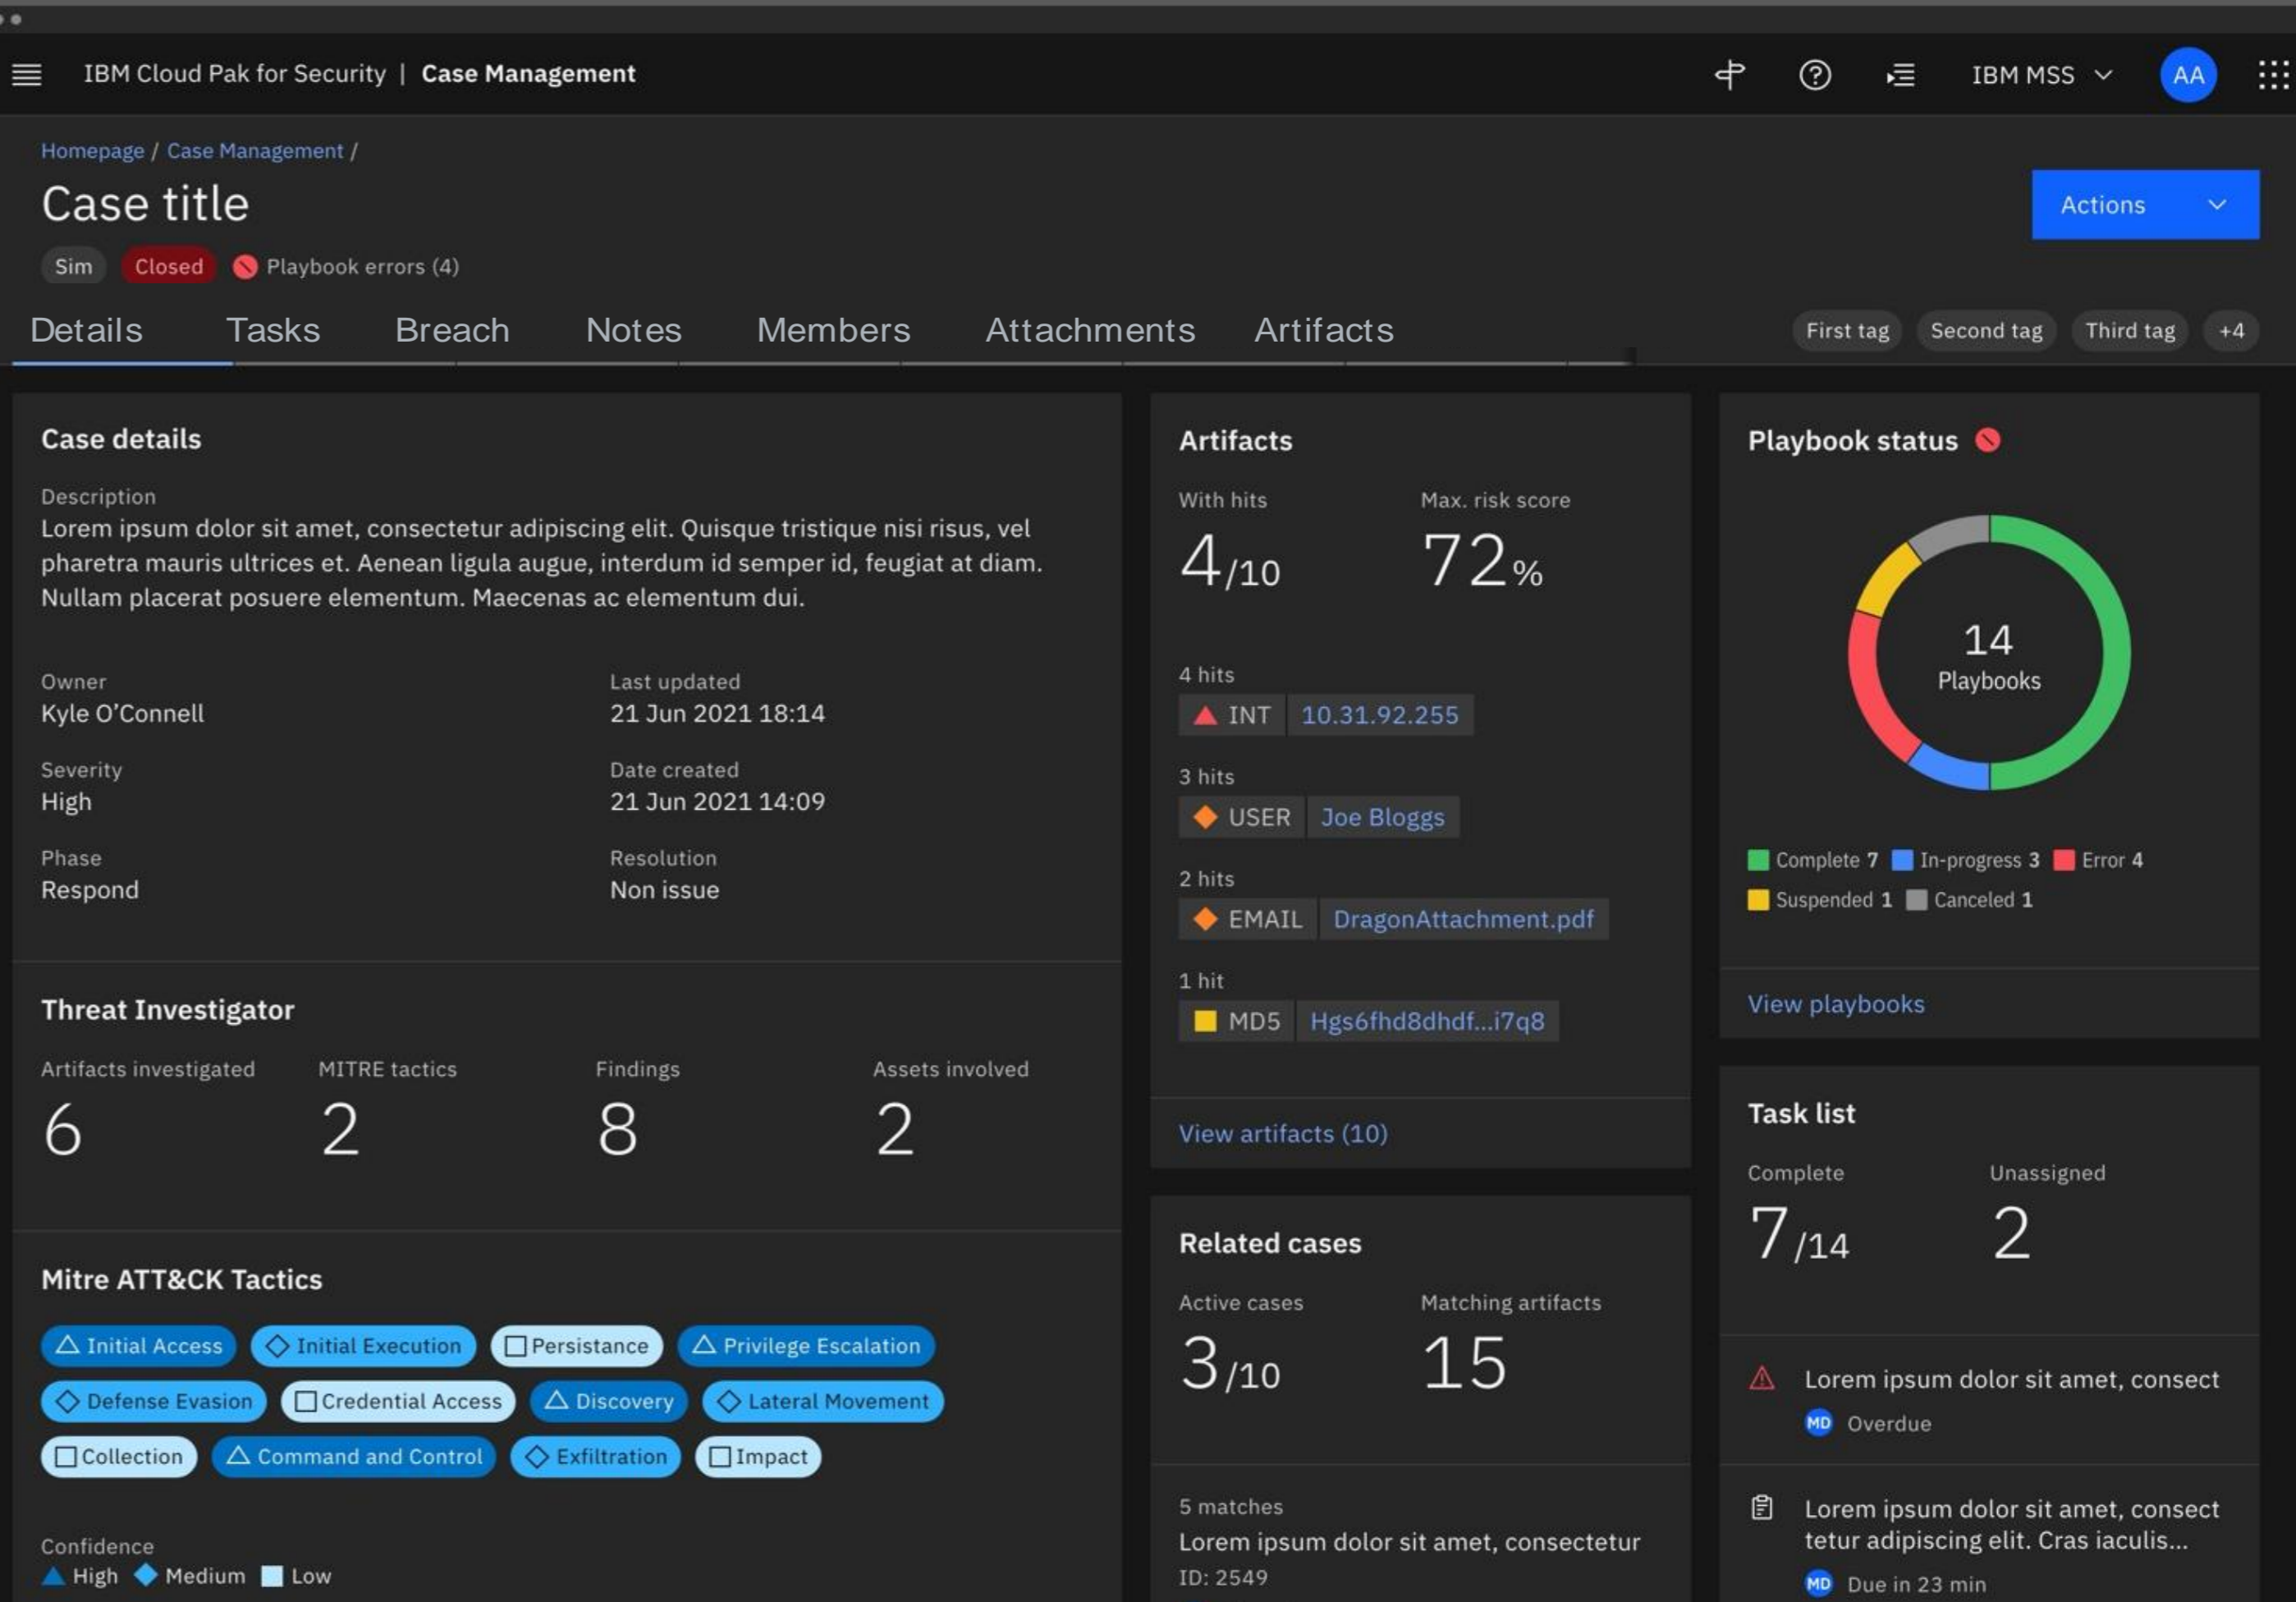 IBM Cloud Pak for Security | Case Management
IBM MSS
AA
Homepage / Case Management /
Case title
Actions
Sim
Closed
Playbook errors (4)
Details
Tasks
Breach
Notes
Members
Attachments
Artifacts
First tag
Second tag
Third tag
+4
Case details
Description
Lorem ipsum dolor sit amet, consectetur adipiscing elit. Quisque tristique nisi risus, vel
pharetra mauris ultrices et. Aenean ligula augue, interdum id semper id, feugiat at diam.
Nullam placerat posuere elementum. Maecenas ac elementum dui.
Owner
Kyle O’Connell
Last updated
21 Jun 2021 18:14
Severity
High
Date created
21 Jun 2021 14:09
Phase
Respond
Resolution
Non issue
Threat Investigator
Artifacts investigated
6
MITRE tactics
2
Findings
8
Assets involved
2
Mitre ATT&CK Tactics
Initial Access
Initial Execution
Persistance
Privilege Escalation
Defense Evasion
Credential Access
Discovery
Lateral Movement
Collection
Command and Control
Exfiltration
Impact
Confidence
High
Medium
Low
Artifacts
With hits
4/10
Max. risk score
72%
4 hits
INT
10.31.92.255
3 hits
USER
Joe Bloggs
2 hits
EMAIL
DragonAttachment.pdf
1 hit
MD5
Hgs6fhd8dhdf...i7q8
View artifacts (10)
Related cases
Active cases
3/10
Matching artifacts
15
5 matches
Lorem ipsum dolor sit amet, consectetur
ID: 2549
Playbook status
14
Playbooks
Complete 7
In-progress 3
Error 4
Suspended 1
Canceled 1
View playbooks
Task list
Complete
7/14
Unassigned
2
Lorem ipsum dolor sit amet, consect
MD
Overdue
Lorem ipsum dolor sit amet, consect
tetur adipiscing elit. Cras iaculis...
MD
Due in 23 min